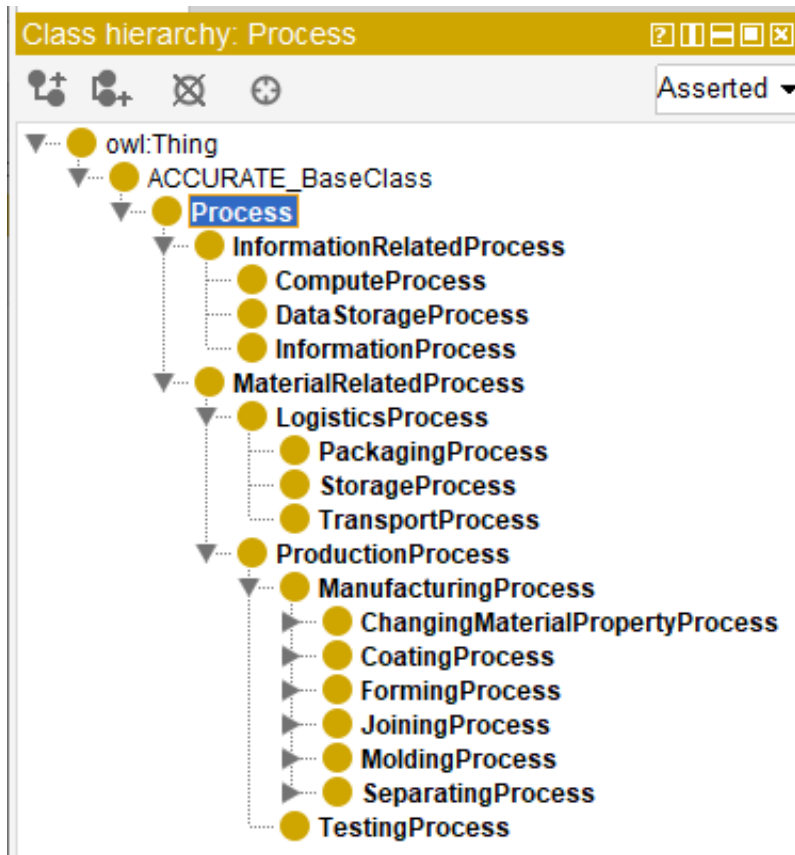 Class hierarchy: Process
Asserted
owl:Thing
ACCURATE_BaseClass
Process
InformationRelatedProcess
ComputeProcess
DataStorageProcess
InformationProcess
MaterialRelatedProcess
LogisticsProcess
PackagingProcess
StorageProcess
TransportProcess
ProductionProcess
ManufacturingProcess
ChangingMaterialPropertyProcess
CoatingProcess
FormingProcess
JoiningProcess
MoldingProcess
SeparatingProcess
TestingProcess